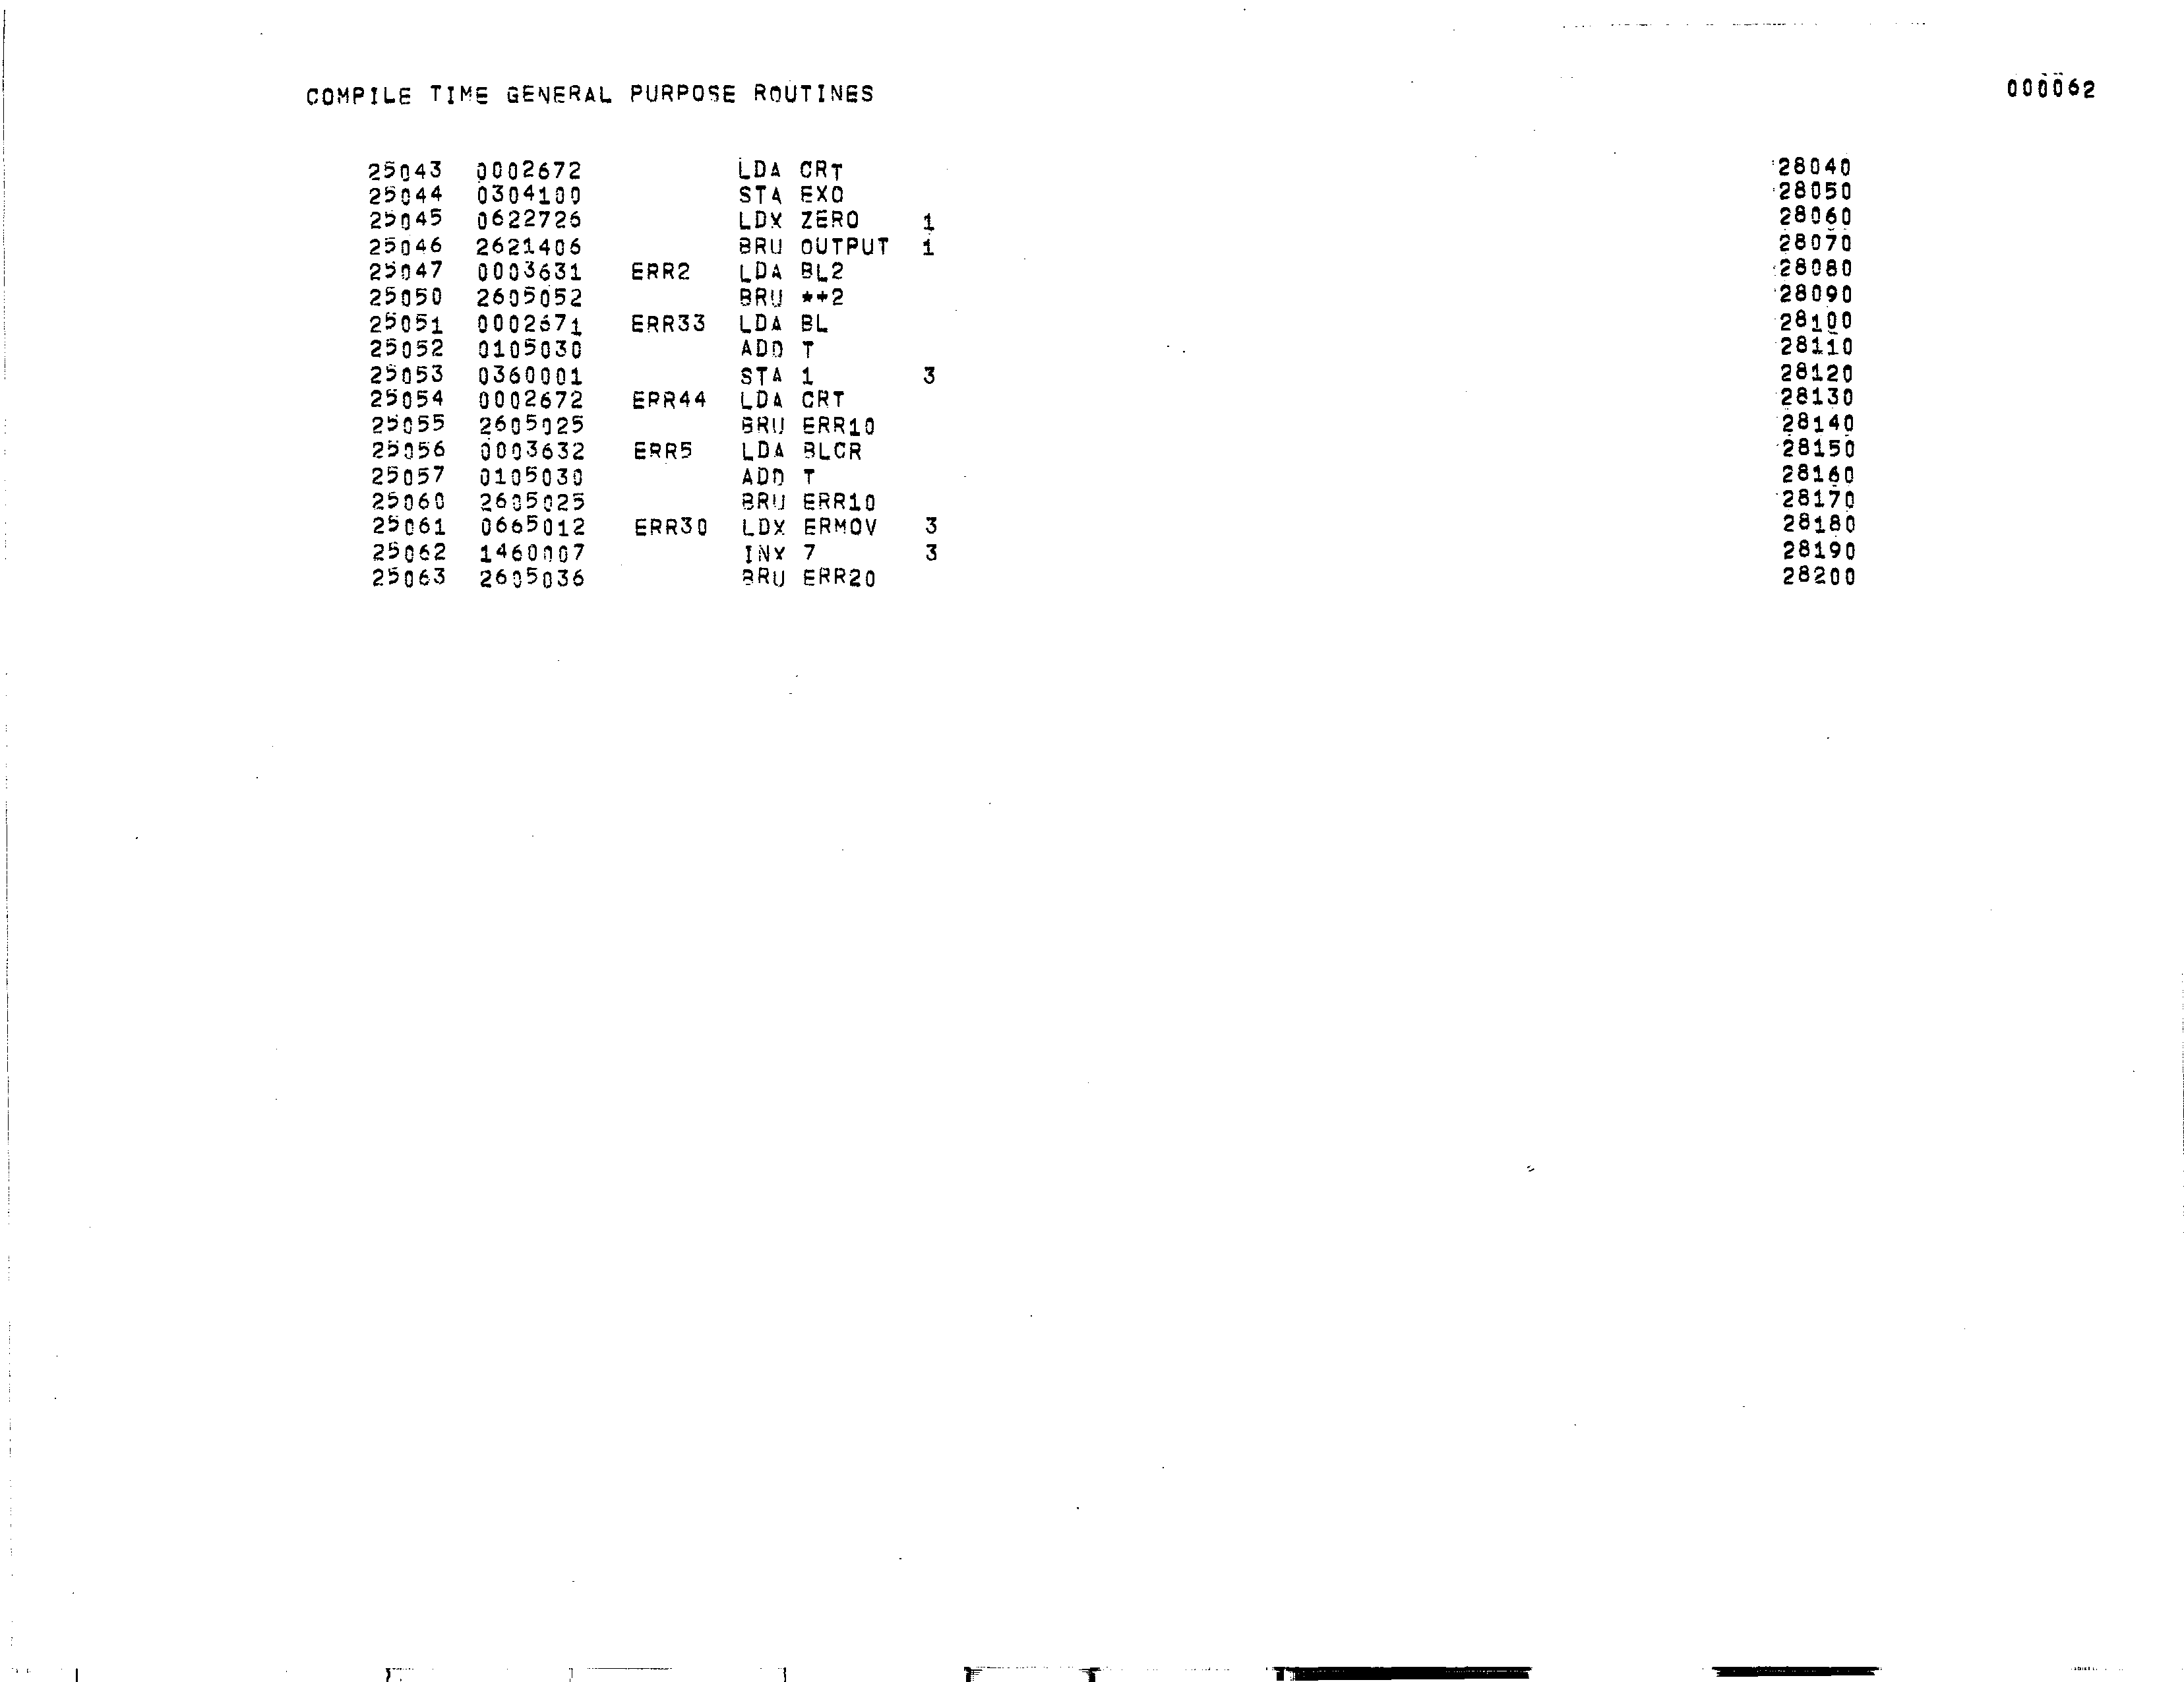 COMPILE TIME GENERAL PURPOSE ROUTINES 000062
25043 0002672 LDA CRT 28040
25044 0304100 STA EXO 28050
25045 0622726 LDX ZERO 1 28060
25046 2621406 BRU OUTPUT 1 28070
25047 0003631 ERR2 LDA BL2 28080
25050 2605052 BRU *+2 28090
25051 0002671 ERR33 LDA BL 28100
25052 0105030 ADD T 28110
25053 0360001 STA 1 3 28120
25054 0002672 ERR44 LDA CRT 28130
25055 2605025 BRU ERR10 28140
25056 0003632 ERR5 LDA BLCR 28150
25057 0105030 ADD T 28160
25060 2605025 BRU ERR10 28170
25061 0665012 ERR30 LDX ERMOV 3 28180
25062 1460007 INX 7 3 28190
25063 2605036 BRU ERR20 28200